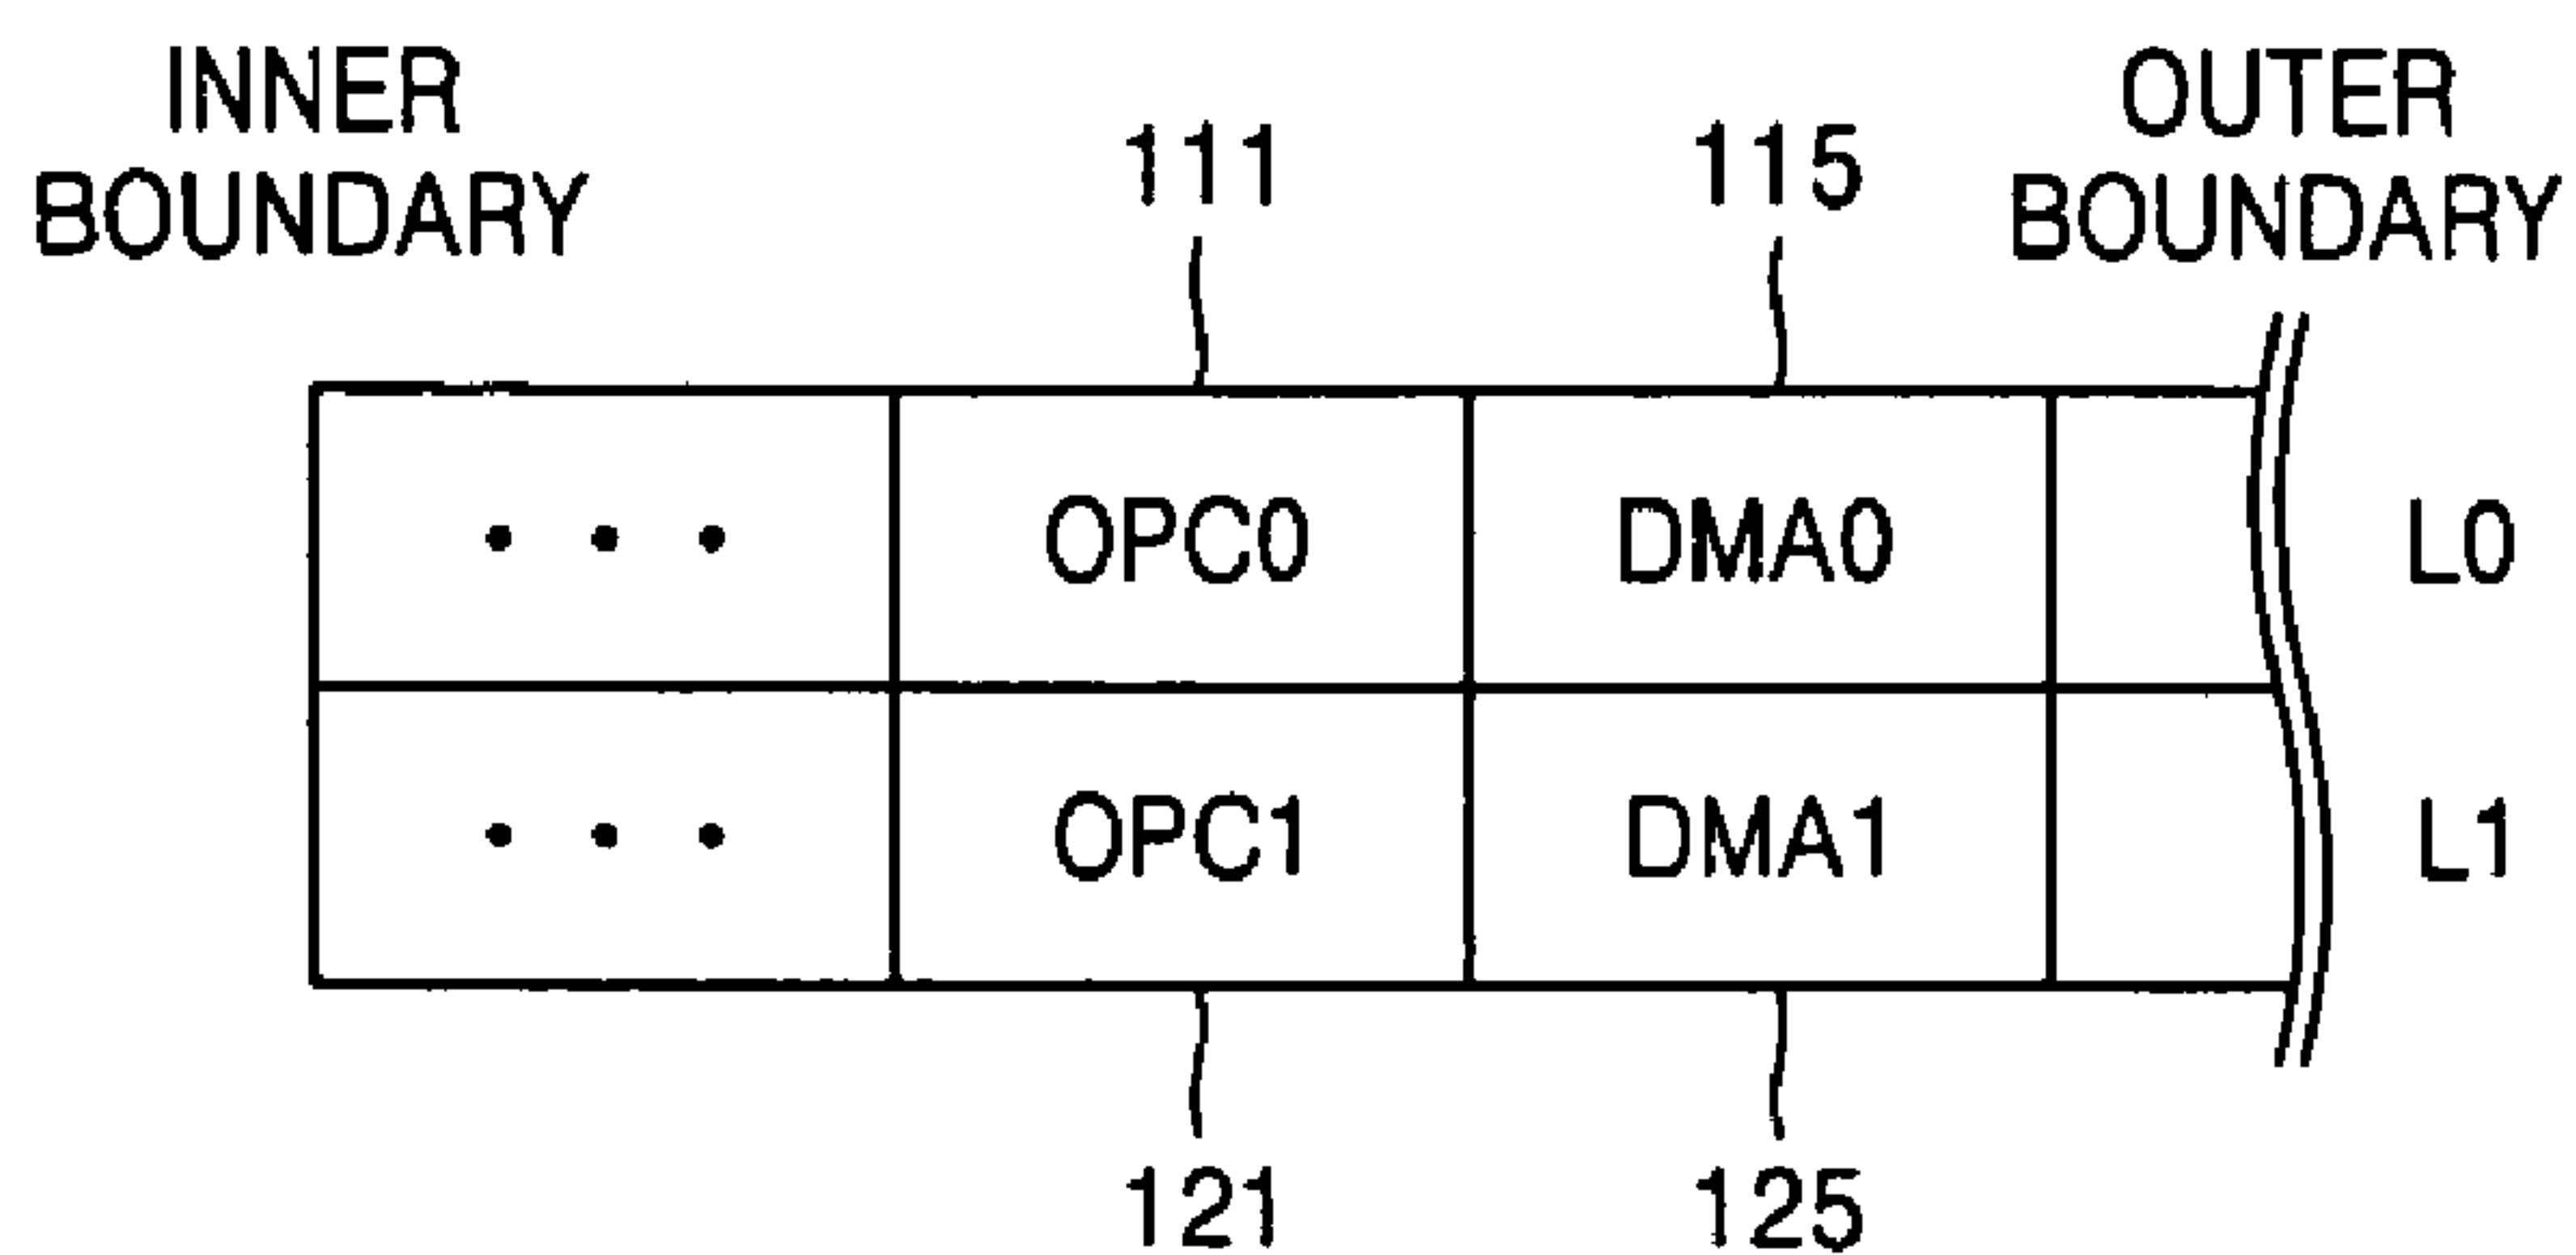 INNER
BOUNDARY
111
115
OUTER
BOUNDARY
• • • OPC0 DMA0 L0
• • • OPC1 DMA1 L1
121
125